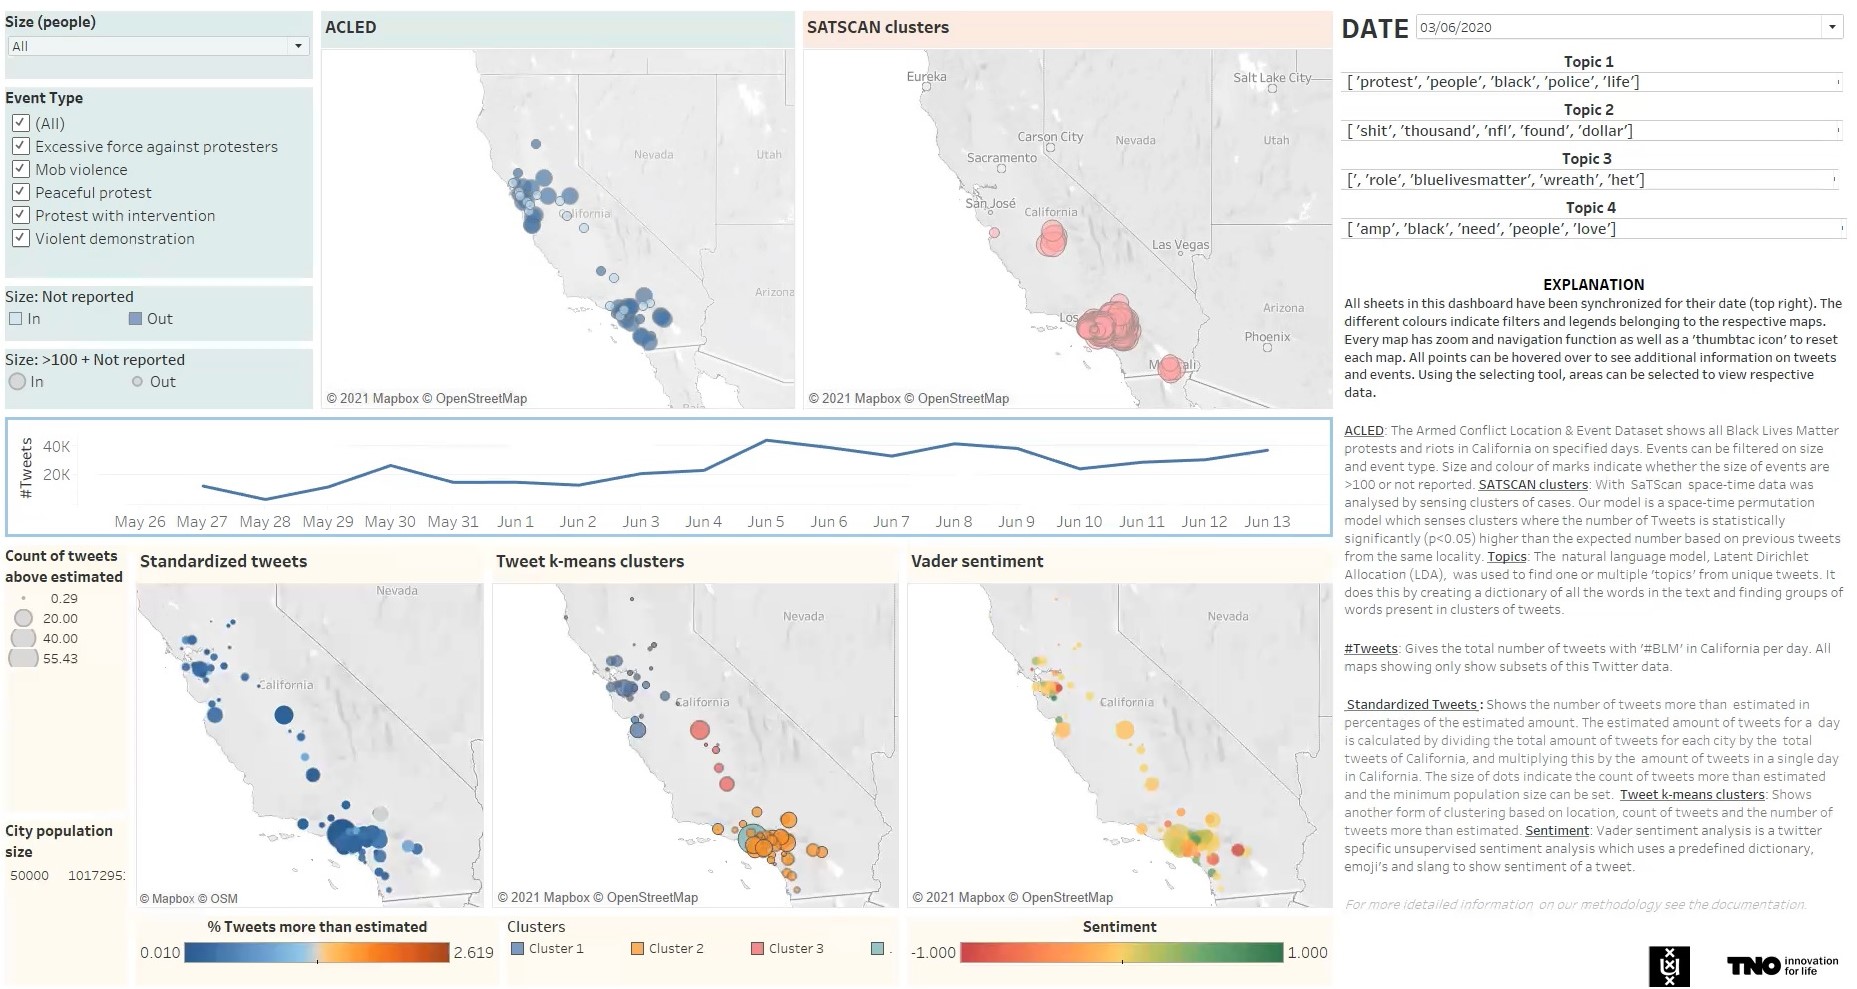 Size (people)
All
Event Type
(All)
Excessive force against protesters
Mob violence
Peaceful protest
Protest with intervention
Violent demonstration
Size: Not reported
In Out
Size: >100 + Not reported
In Out
ACLED
Nevada
Utah
California
Arizona
© 2021 Mapbox © OpenStreetMap
SATSCAN clusters
Eureka
Salt Lake City
Carson City
Nevada
Utah
Sacramento
San José
California
Las Vegas
Los
Arizona
Phoenix
© 2021 Mapbox © OpenStreetMap
DATE 03/06/2020
Topic 1
[ 'protest', 'people', 'black', 'police', 'life']
Topic 2
[ 'shit', 'thousand', 'nfl', 'found', 'dollar']
Topic 3
[', 'role', 'bluelivesmatter', 'wreath', 'het']
Topic 4
[ 'amp', 'black', 'need', 'people', 'love']
EXPLANATION
All sheets in this dashboard have been synchronized for their date (top right). The
different colours indicate filters and legends belonging to the respective maps.
Every map has zoom and navigation function as well as a 'thumbtac icon' to reset
each map. All points can be hovered over to see additional information on tweets
and events. Using the selecting tool, areas can be selected to view respective
data.
ACLED: The Armed Conflict Location & Event Dataset shows all Black Lives Matter
protests and riots in California on specified days. Events can be filtered on size
and event type. Size and colour of marks indicate whether the size of events are
>100 or not reported. SATSCAN clusters: With SaTScan space-time data was
analysed by sensing clusters of cases. Our model is a space-time permutation
model which senses clusters where the number of Tweets is statistically
significantly (p<0.05) higher than the expected number based on previous tweets
from the same locality. Topics: The natural language model, Latent Dirichlet
Allocation (LDA), was used to find one or multiple 'topics' from unique tweets. It
does this by creating a dictionary of all the words in the text and finding groups of
words present in clusters of tweets.
#Tweets: Gives the total number of tweets with '#BLM' in California per day. All
maps showing only show subsets of this Twitter data.
Standardized Tweets : Shows the number of tweets more than estimated in
percentages of the estimated amount. The estimated amount of tweets for a day
is calculated by dividing the total amount of tweets for each city by the total
tweets of California, and multiplying this by the amount of tweets in a single day
in California. The size of dots indicate the count of tweets more than estimated
and the minimum population size can be set. Tweet k-means clusters: Shows
another form of clustering based on location, count of tweets and the number of
tweets more than estimated. Sentiment: Vader sentiment analysis is a twitter
specific unsupervised sentiment analysis which uses a predefined dictionary,
emoji's and slang to show sentiment of a tweet.
For more idetailed information on our methodology see the documentation.
#Tweets
40K
20K
May 26 May 27 May 28 May 29 May 30 May 31 Jun 1 Jun 2 Jun 3 Jun 4 Jun 5 Jun 6 Jun 7 Jun 8 Jun 9 Jun 10 Jun 11 Jun 12 Jun 13
Count of tweets
above estimated
0.29
20.00
40.00
55.43
City population
size
50000 1017295
Standardized tweets
Nevada
California
© Mapbox © OSM
% Tweets more than estimated
0.010 2.619
Tweet k-means clusters
Nevada
California
© 2021 Mapbox © OpenStreetMap
Clusters
Cluster 1 Cluster 2 Cluster 3 .
Vader sentiment
Nevada
California
© 2021 Mapbox © OpenStreetMap
Sentiment
-1.000 1.000
TNO innovation
for life